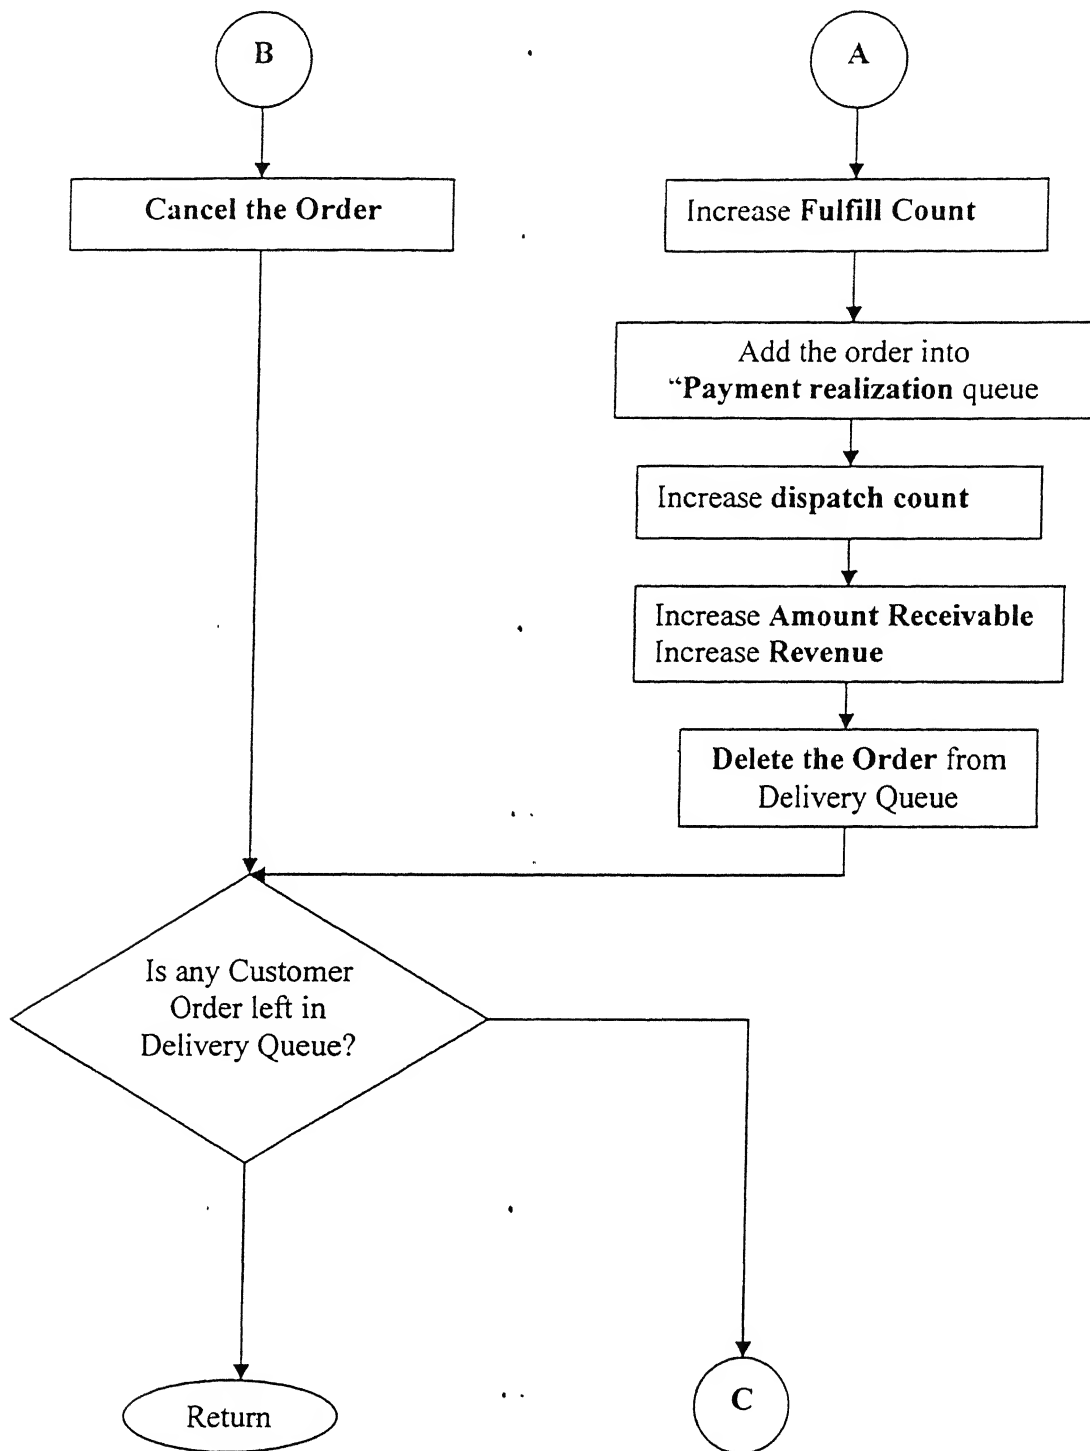 B
A
Cancel the Order
Increase Fulfill Count
Add the order into
“Payment realization queue
Increase dispatch count
Increase Amount Receivable
Increase Revenue
Delete the Order from
Delivery Queue
Is any Customer
Order left in
Delivery Queue?
Return
C